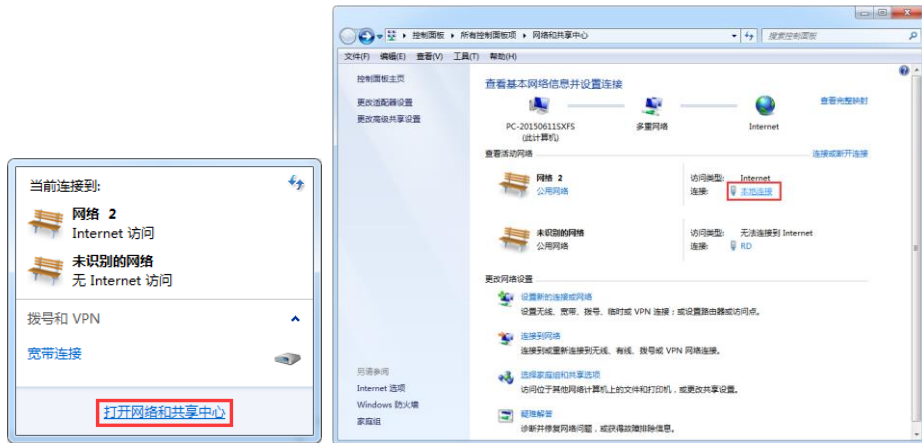 当前连接到:
网络 2
Internet 访问
未识别的网络
无 Internet 访问
拨号和 VPN
宽带连接
打开网络和共享中心
控制面板 ▸ 所有控制面板项 ▸ 网络和共享中心
搜索控制面板
文件(F) 编辑(E) 查看(V) 工具(T) 帮助(H)
控制面板主页
更改适配器设置
更改高级共享设置
另请参阅
Internet 选项
Windows 防火墙
家庭组
查看基本网络信息并设置连接
查看完整映射
PC-20150611SXFS
(此计算机)
多重网络
Internet
查看活动网络
连接或断开连接
网络 2
公用网络
访问类型: Internet
连接: 本地连接
未识别的网络
公用网络
访问类型: 无法连接到 Internet
连接: RD
更改网络设置
设置新的连接或网络
设置无线、宽带、拨号、临时或 VPN 连接；或设置路由器或访问点。
连接到网络
连接到或重新连接到无线、有线、拨号或 VPN 网络连接。
选择家庭组和共享选项
访问位于其他网络计算机上的文件和打印机，或更改共享设置。
疑难解答
诊断并修复网络问题，或获得故障排除信息。